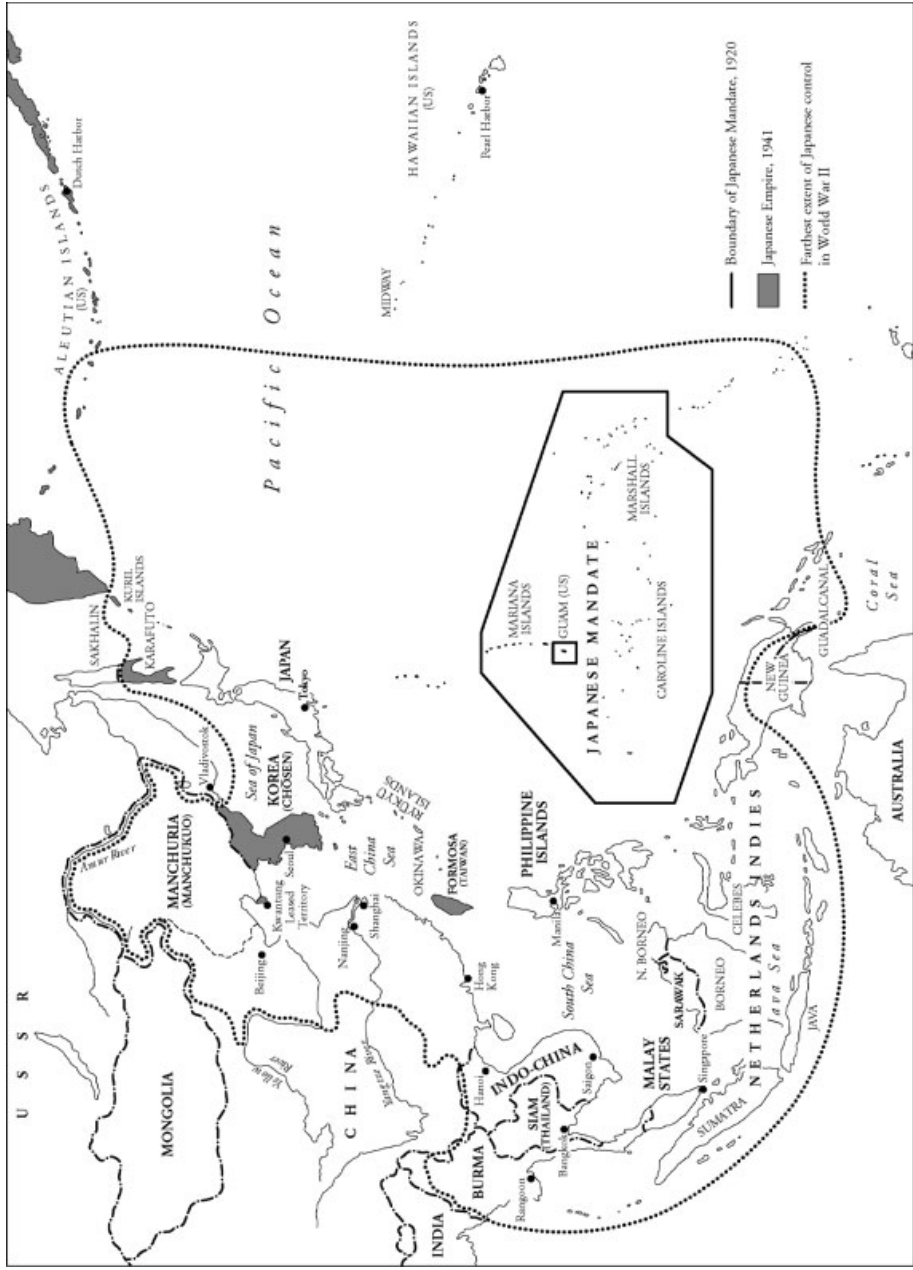 U S S R
MONGOLIA
Amur River
MANCHURIA
(MANCHUKUO)
SAKHALIN
KARAFUTO
KURIL
ISLANDS
ALEUTIAN ISLANDS
(US)
Dutch Harbor
Vladivostok
Sea of Japan
JAPAN
Tokyo
KOREA
(CHŌSEN)
Seoul
Kwantung
Leased
Territory
Beijing
Yellow
River
C H I N A
Yangtze River
Nanjing
Shanghai
East
China
Sea
RYŪKYŪ
ISLANDS
OKINAWA
FORMOSA
(TAIWAN)
Hong
Kong
Pacific Ocean
MIDWAY
HAWAIIAN ISLANDS
(US)
Pearl Harbor
INDIA
BURMA
Rangoon
Hanoi
INDO-CHINA
SIAM
(THAILAND)
Bangkok
Saigon
South China
Sea
PHILIPPINE
ISLANDS
Manila
MARIANA
ISLANDS
GUAM (US)
JAPANESE MANDATE
CAROLINE ISLANDS
MARSHALL
ISLANDS
MALAY
STATES
Singapore
N. BORNEO
SARAWAK
BORNEO
CELEBES
SUMATRA
NETHERLANDS INDIES
Java Sea
JAVA
NEW
GUINEA
GUADALCANAL
Coral
Sea
AUSTRALIA
Boundary of Japanese Mandate, 1920
Japanese Empire, 1941
Farthest extent of Japanese control
in World War II